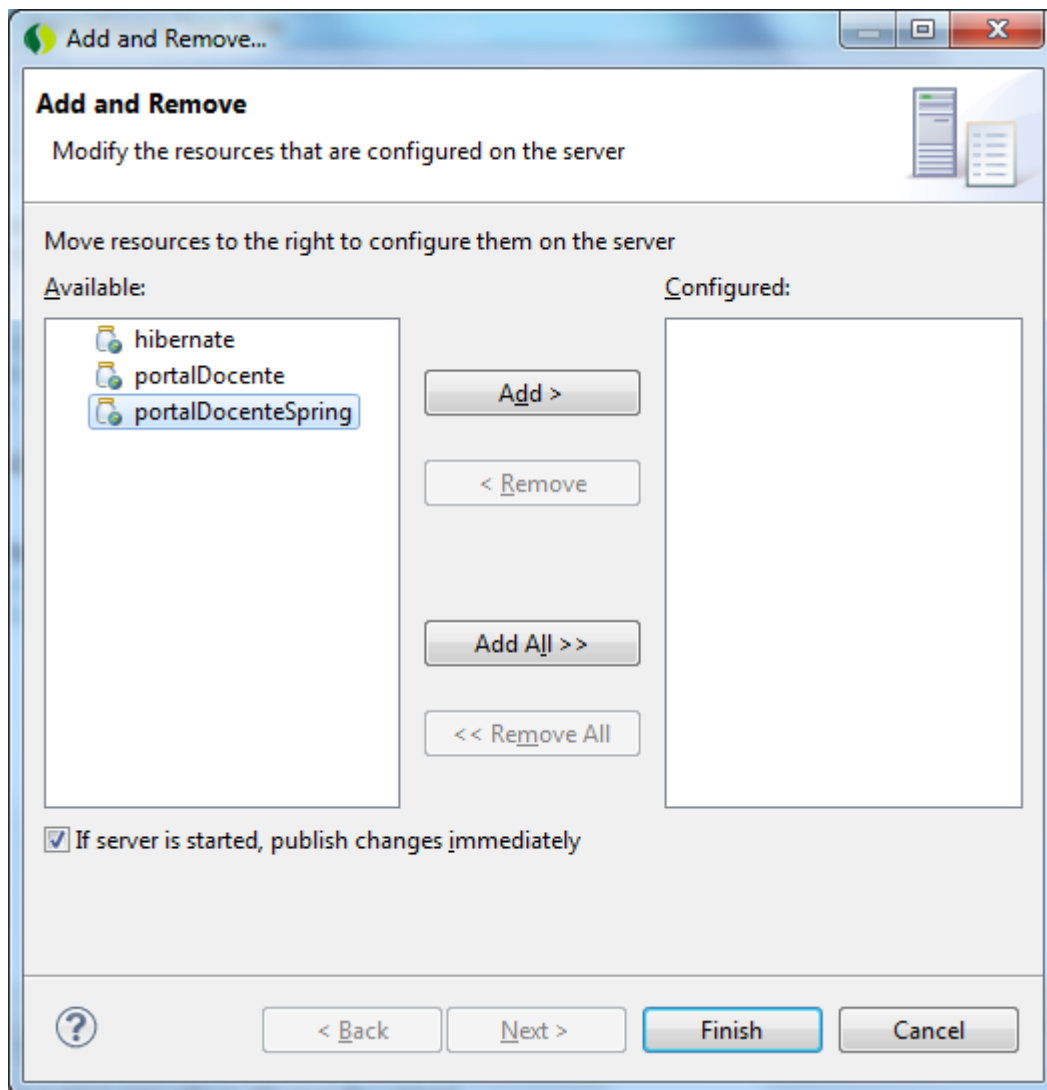 Add and Remove...
Add and Remove
Modify the resources that are configured on the server
Move resources to the right to configure them on the server
Available:
Configured:
hibernate
portalDocente
portalDocenteSpring
Add >
< Remove
Add All >>
<< Remove All
If server is started, publish changes immediately
?
< Back
Next >
Finish
Cancel